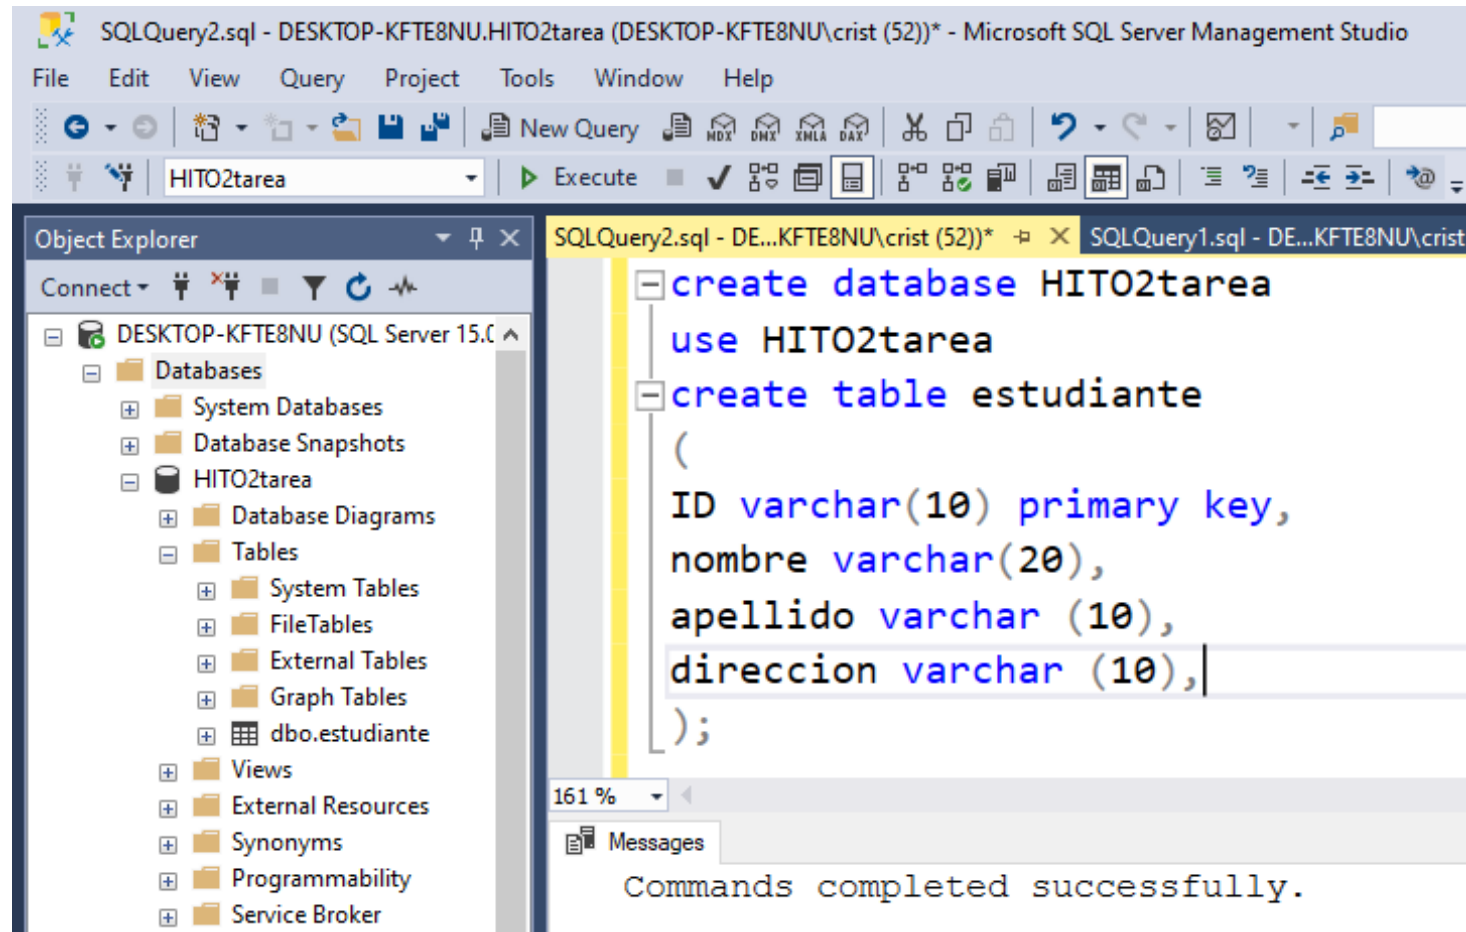 SQLQuery2.sql - DESKTOP-KFTE8NU.HITO2tarea (DESKTOP-KFTE8NU\crist (52))* - Microsoft SQL Server Management Studio
File Edit View Query Project Tools Window Help
New Query MDX DMX XMLA DAX
HITO2tarea Execute
Object Explorer
Connect
DESKTOP-KFTE8NU (SQL Server 15.0
Databases
System Databases
Database Snapshots
HITO2tarea
Database Diagrams
Tables
System Tables
FileTables
External Tables
Graph Tables
dbo.estudiante
Views
External Resources
Synonyms
Programmability
Service Broker
SQLQuery2.sql - DE...KFTE8NU\crist (52))* SQLQuery1.sql - DE...KFTE8NU\crist
create database HITO2tarea
use HITO2tarea
create table estudiante
(
ID varchar(10) primary key,
nombre varchar(20),
apellido varchar (10),
direccion varchar (10),
);
161 %
Messages
Commands completed successfully.